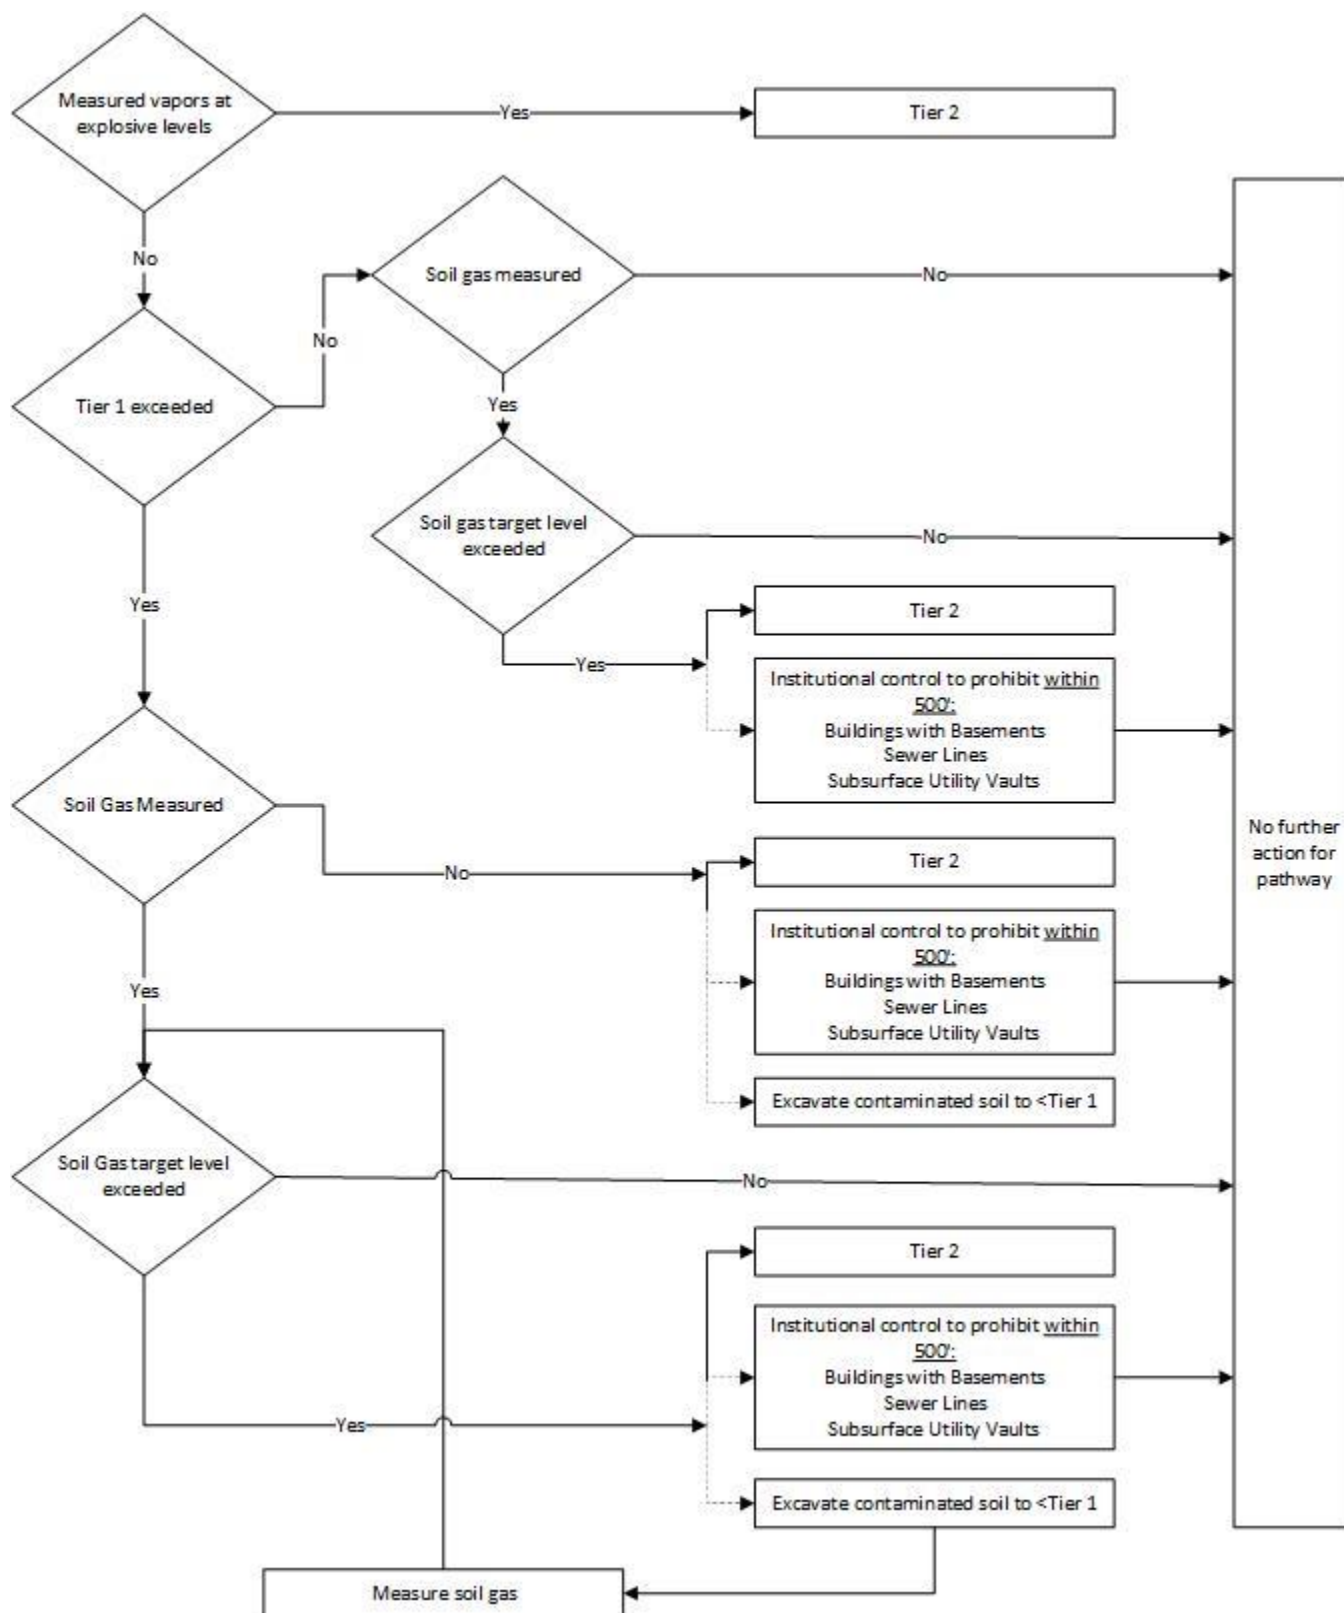 Measured vapors at
explosive levels
Yes
Tier 2
No
Soil gas measured
No
No
Tier 1 exceeded
Yes
Soil gas target level
exceeded
No
Yes
Yes
Tier 2
Institutional control to prohibit within
500':
Buildings with Basements
Sewer Lines
Subsurface Utility Vaults
Soil Gas Measured
No
Tier 2
Institutional control to prohibit within
500':
Buildings with Basements
Sewer Lines
Subsurface Utility Vaults
Excavate contaminated soil to <Tier 1
No further
action for
pathway
Yes
Soil Gas target level
exceeded
No
Yes
Tier 2
Institutional control to prohibit within
500':
Buildings with Basements
Sewer Lines
Subsurface Utility Vaults
Excavate contaminated soil to <Tier 1
Measure soil gas